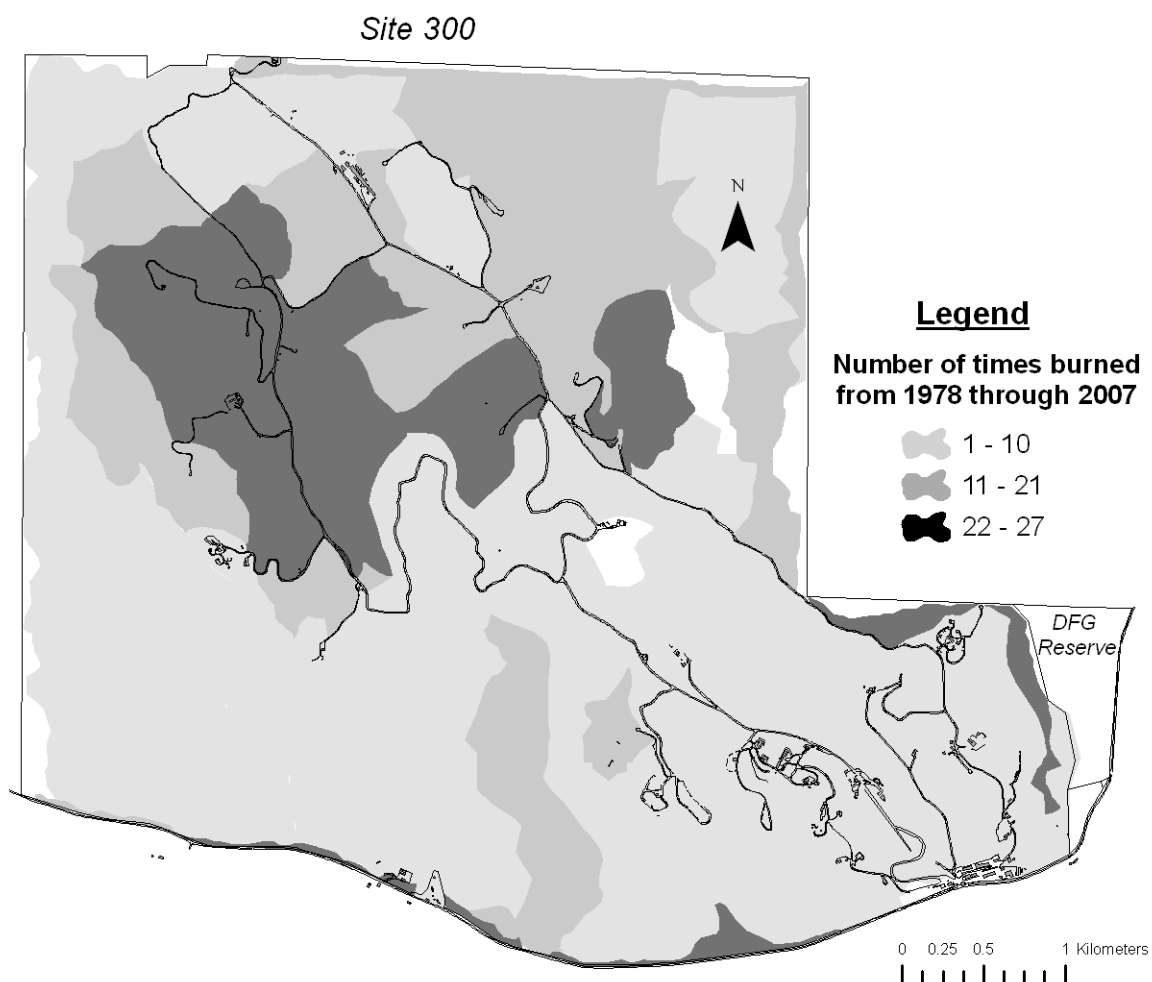 Site 300
N
Legend
Number of times burned
from 1978 through 2007
1 - 10
11 - 21
22 - 27
DFG
Reserve
0 0.25 0.5 1 Kilometers